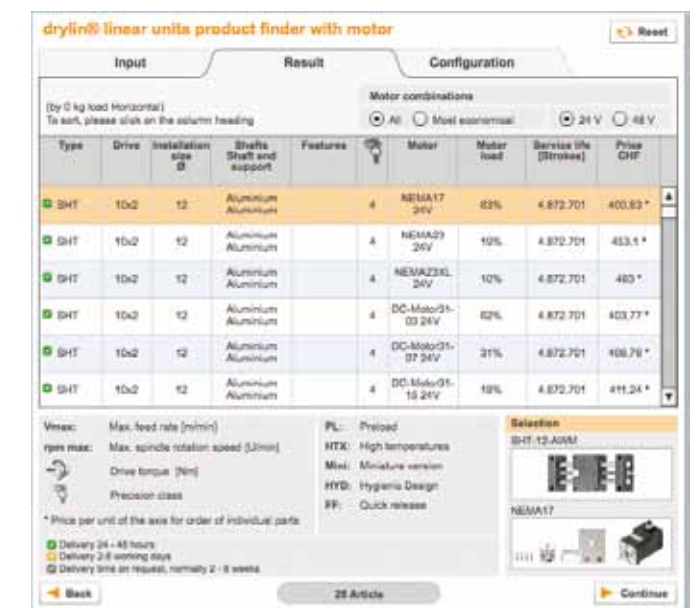 drylin® linear units product finder with motor
Reset
Input
Result
Configuration
(by 0 kg load Horizontal)
To sort, please click on the column heading
Motor combinations
All Most economical 24 V 48 V
Type Drive Installation size Ø Shafts Shaft end support Features Motor Motor load Service life [Strokes] Price CHF
SHT 10x2 12 Aluminium Aluminium 4 NEMA17 24V 63% 4.872.701 400,83 *
SHT 10x2 12 Aluminium Aluminium 4 NEMA23 24V 19% 4.872.701 453,1 *
SHT 10x2 12 Aluminium Aluminium 4 NEMA23XL 24V 10% 4.872.701 483 *
SHT 10x2 12 Aluminium Aluminium 4 DC-Motor31-03 24V 62% 4.872.701 403,77 *
SHT 10x2 12 Aluminium Aluminium 4 DC-Motor31-07 24V 31% 4.872.701
SHT 10x2 12 Aluminium Aluminium 4 24V 4.872.701 411,24 *
Vmax: Max. feed rate [m/min]
rpm max: Max. spindle rotation speed [U/min]
Drive torque [Nm]
Precision class
* Price per unit of the axis for order of individual parts
PL: Preload
HTX: High temperatures
Mini: Miniature version
HYD: Hygienic Design
FF: Quick release
Delivery 24 - 48 hours
Delivery 2-8 working days
Delivery time on request, normally 2 - 8 weeks
Selection
SHT-12-AWM
NEMA17
Back
28 Article
Continue